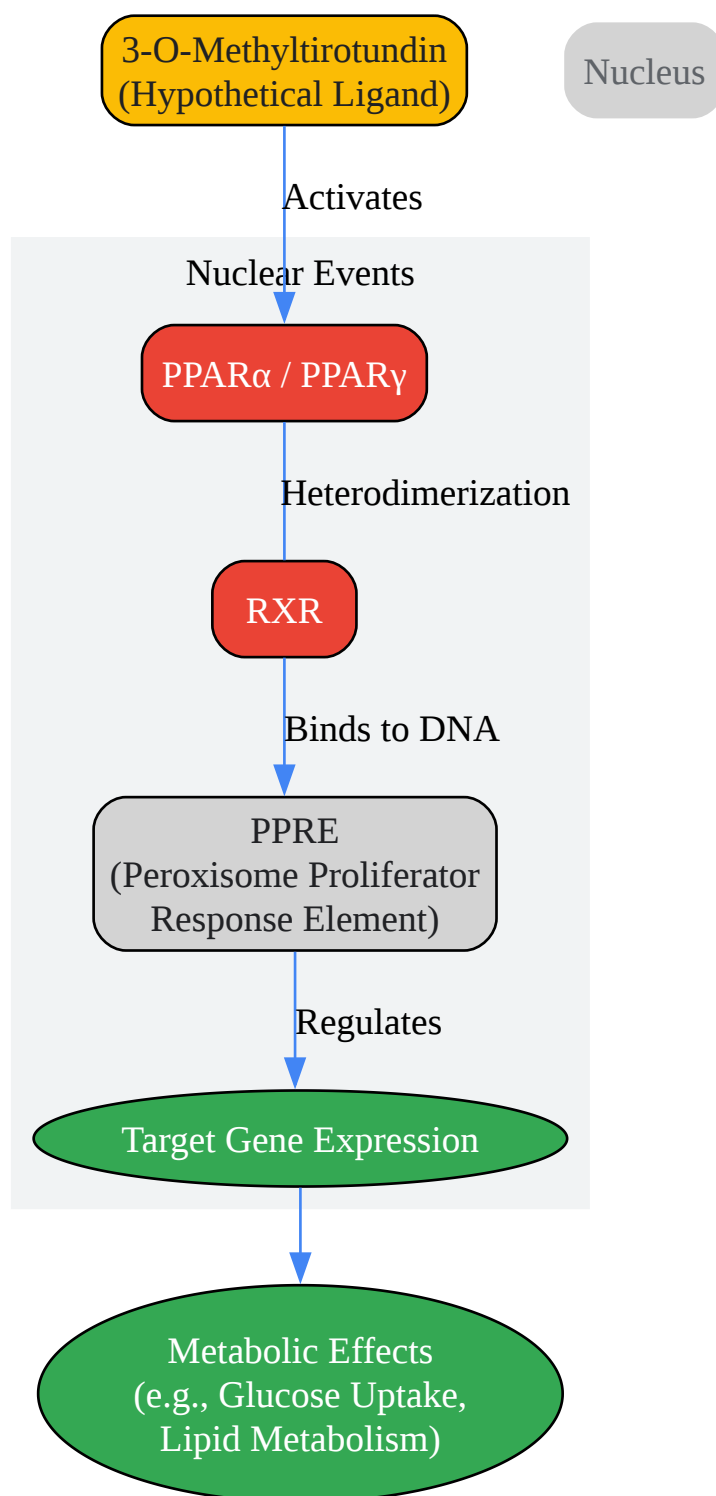 3-O-Methyltirotundin
(Hypothetical Ligand)
Nucleus
Activates
Nuclear Events
PPARα / PPARγ
Heterodimerization
RXR
Binds to DNA
PPRE
(Peroxisome Proliferator
Response Element)
Regulates
Target Gene Expression
Metabolic Effects
(e.g., Glucose Uptake,
Lipid Metabolism)